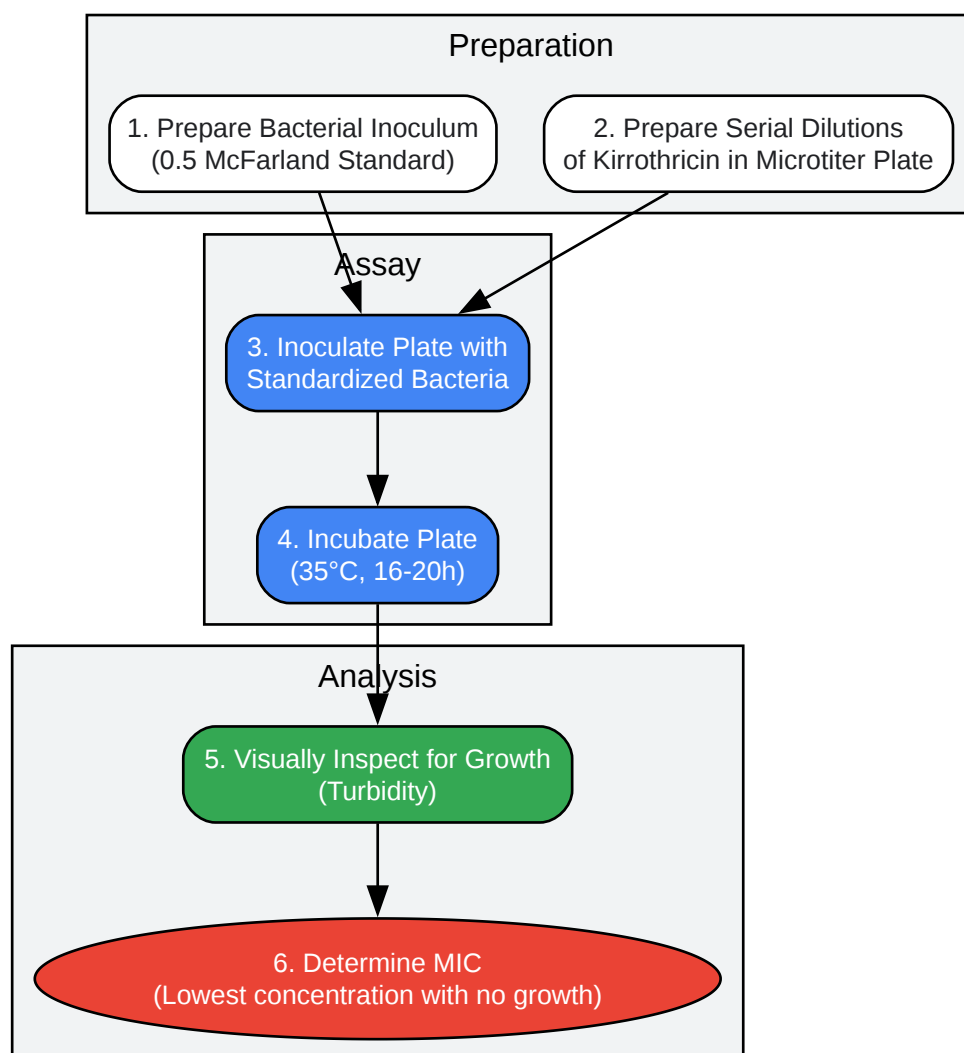 Preparation
1. Prepare Bacterial Inoculum
(0.5 McFarland Standard)
2. Prepare Serial Dilutions
of Kirrothricin in Microtiter Plate
Assay
3. Inoculate Plate with
Standardized Bacteria
4. Incubate Plate
(35°C, 16-20h)
Analysis
5. Visually Inspect for Growth
(Turbidity)
6. Determine MIC
(Lowest concentration with no growth)